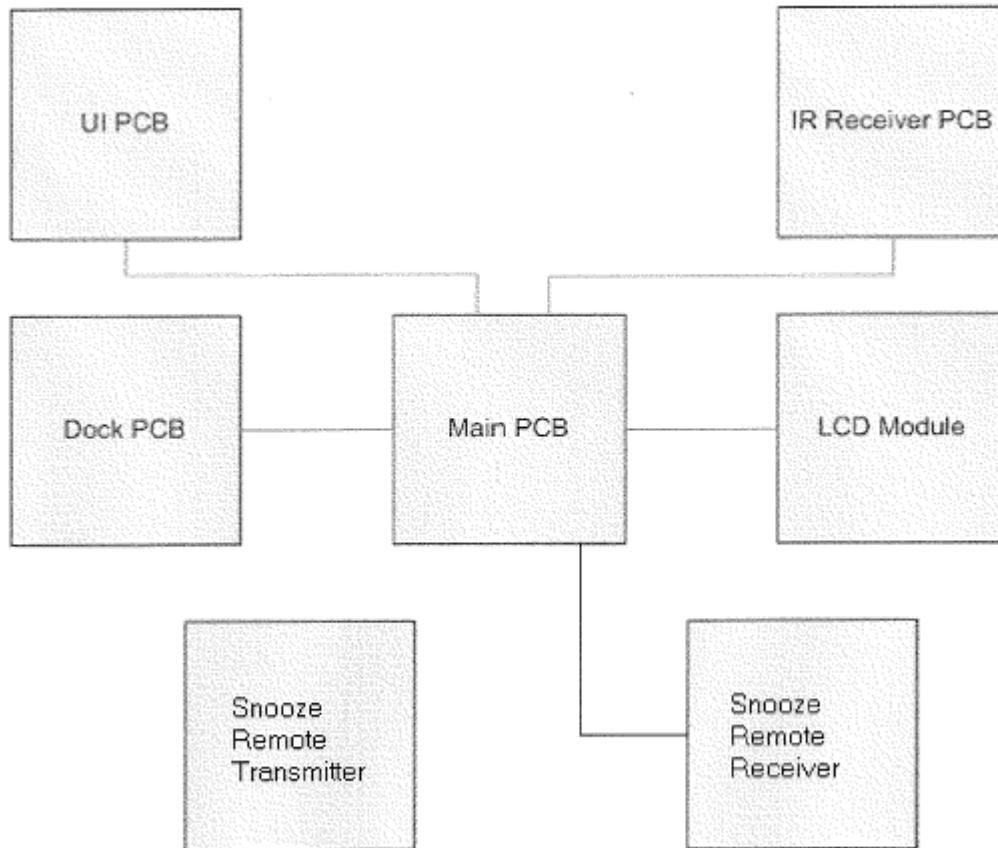 UI PCB
IR Receiver PCB
Dock PCB
Main PCB
LCD Module
Snooze
Remote
Transmitter
Snooze
Remote
Receiver